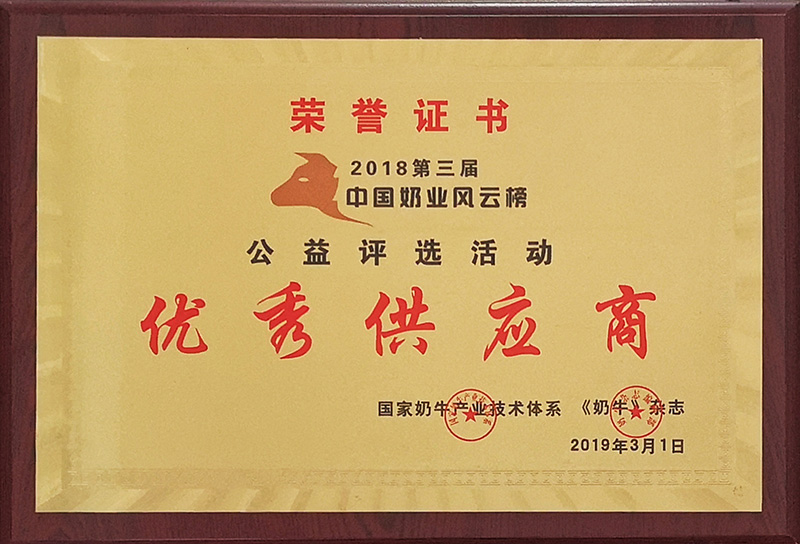 荣誉证书
2018第三届
中国奶业风云榜
公益评选活动
优秀供应商
国家奶牛产业技术体系 《奶牛》杂志
2019年3月1日